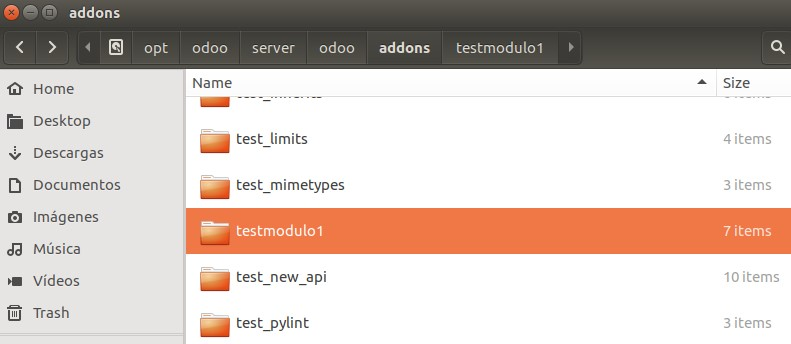 addons
opt odoo server odoo addons testmodulo1
Name Size
Home
Desktop
Descargas
Documentos
Imágenes
Música
Vídeos
Trash
test_limits 4 items
test_mimetypes 3 items
testmodulo1 7 items
test_new_api 10 items
test_pylint 3 items